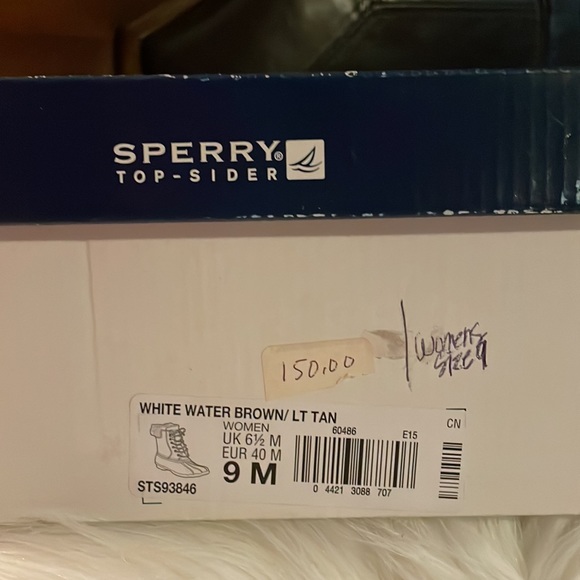 SPERRY®
TOP-SIDER
150.00
Womens
Size 9
WHITE WATER BROWN/ LT TAN
WOMEN
UK 6½ M
EUR 40 M
9 M
STS93846
60486
E15
CN
0 4421 3088 707